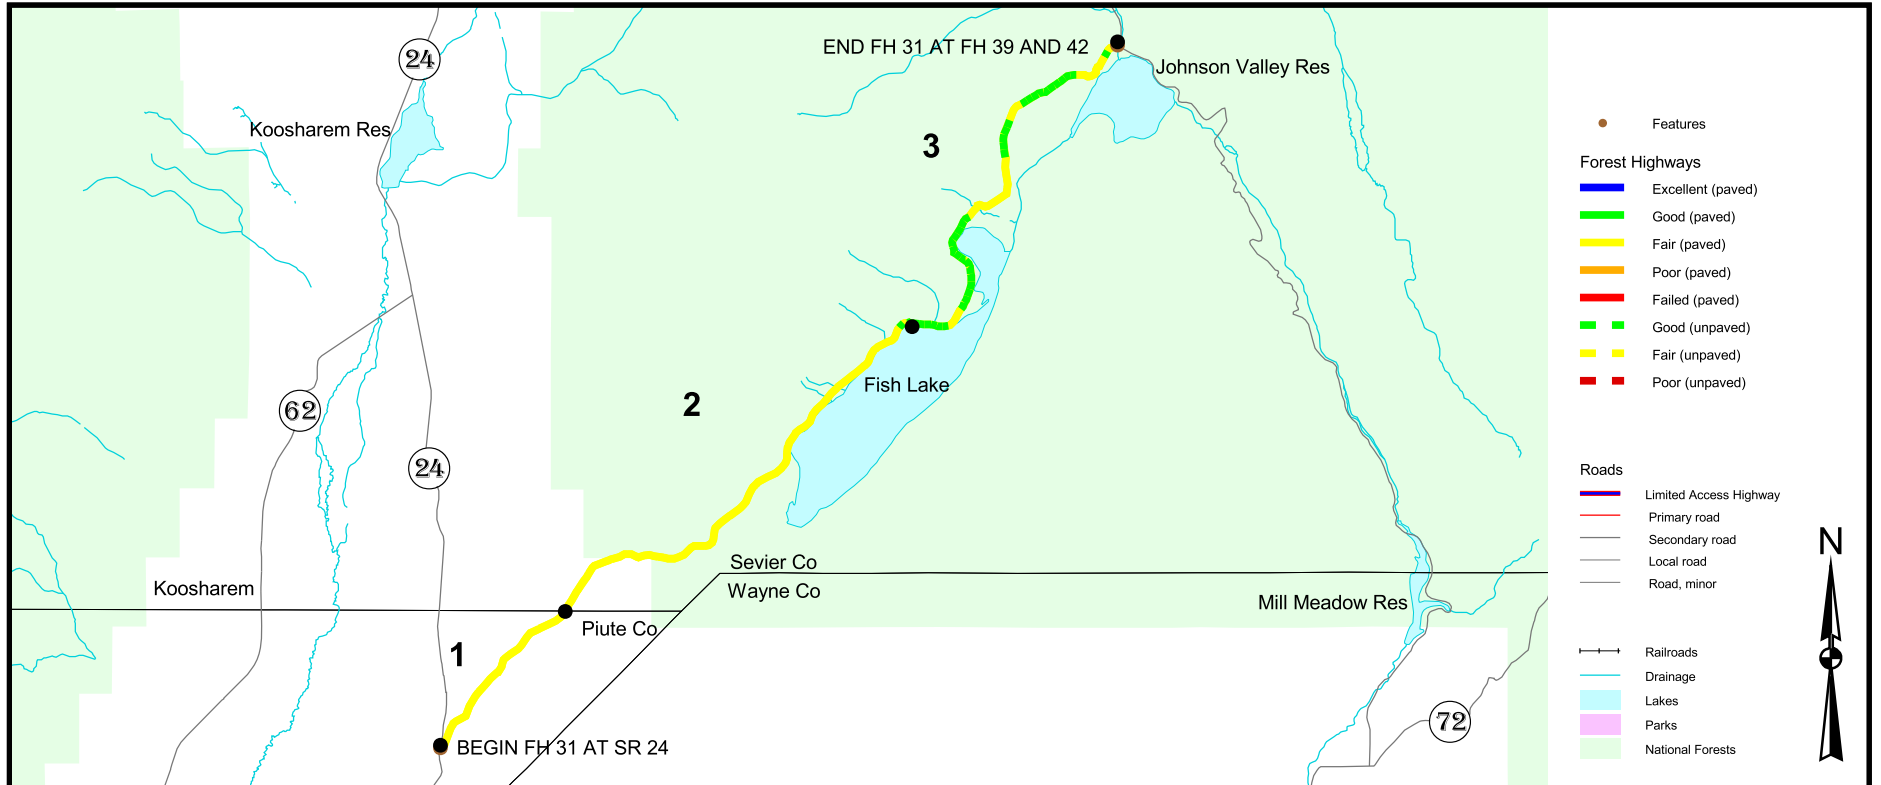 24
END FH 31 AT FH 39 AND 42
Johnson Valley Res
Koosharem Res
3
62
24
Fish Lake
2
Sevier Co
Wayne Co
Koosharem
Mill Meadow Res
Piute Co
1
72
BEGIN FH 31 AT SR 24
Features
Forest Highways
Excellent (paved)
Good (paved)
Fair (paved)
Poor (paved)
Failed (paved)
Good (unpaved)
Fair (unpaved)
Poor (unpaved)
Roads
Limited Access Highway
Primary road
Secondary road
Local road
Road, minor
Railroads
Drainage
Lakes
Parks
National Forests
N